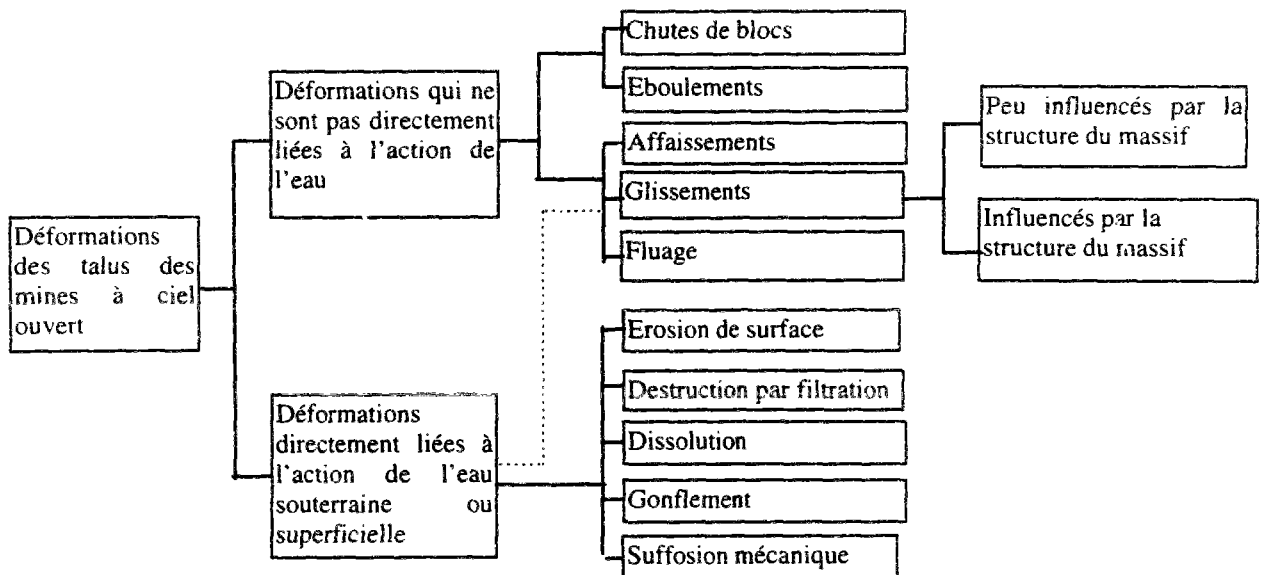 Déformations
des talus des
mines à ciel
ouvert
Déformations qui ne
sont pas directement
liées à l'action de
l'eau
Déformations
directement liées à
l'action de l'eau
souterraine ou
superficielle
Chutes de blocs
Eboulements
Affaissements
Glissements
Fluage
Erosion de surface
Destruction par filtration
Dissolution
Gonflement
Suffosion mécanique
Peu influencés par la
structure du massif
Influencés par la
structure du massif